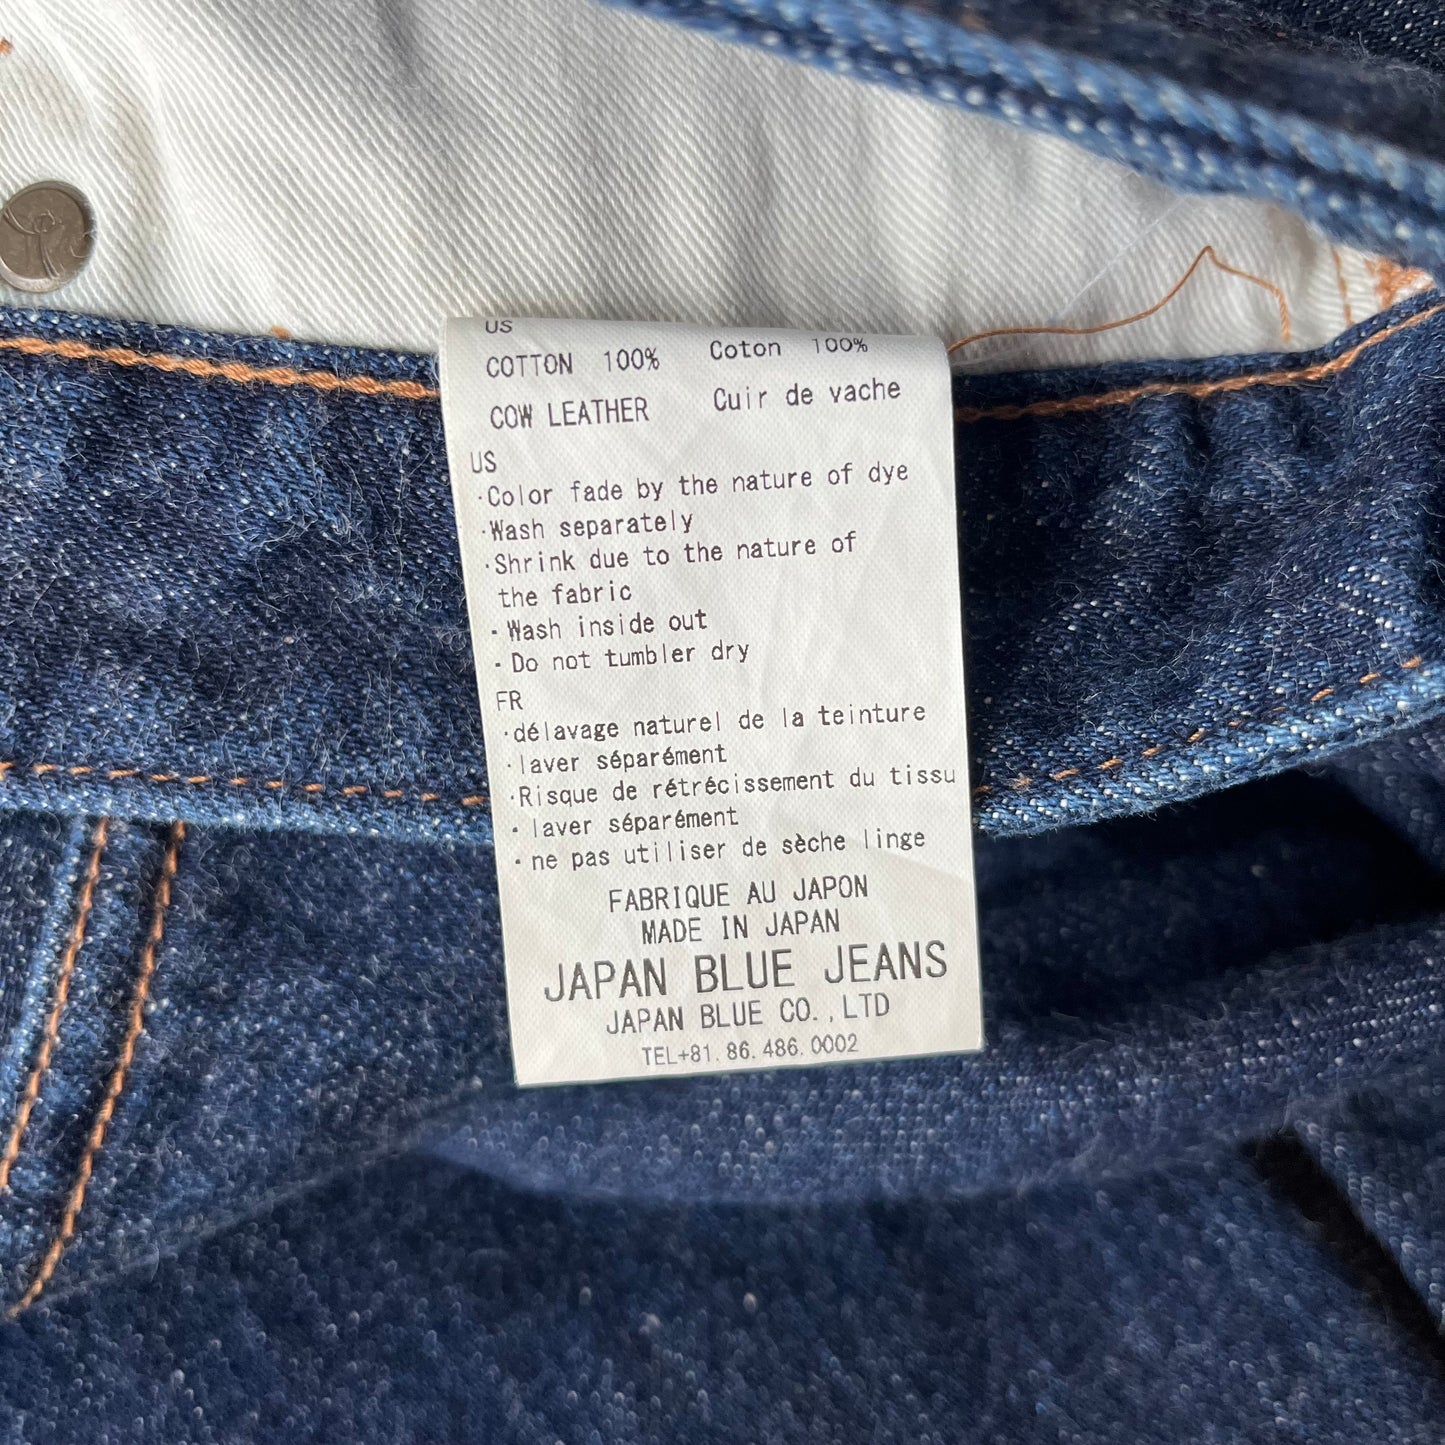 US
COTTON 100% Coton 100%
COW LEATHER Cuir de vache
US
·Color fade by the nature of dye
·Wash separately
·Shrink due to the nature of
the fabric
·Wash inside out
·Do not tumbler dry
FR
·délavage naturel de la teinture
·laver séparément
·Risque de rétrécissement du tissu
·laver séparément
·ne pas utiliser de sèche linge
FABRIQUE AU JAPON
MADE IN JAPAN
JAPAN BLUE JEANS
JAPAN BLUE CO.,LTD
TEL+81.86.486.0002